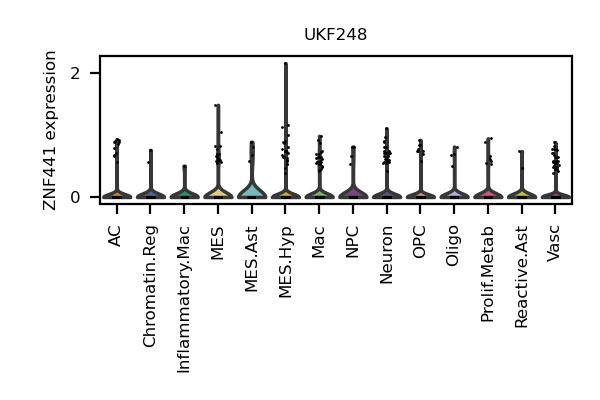 UKF248
ZNF441 expression
2
0
AC
Chromatin.Reg
Inflammatory.Mac
MES
MES.Ast
MES.Hyp
Mac
NPC
Neuron
OPC
Oligo
Prolif.Metab
Reactive.Ast
Vasc